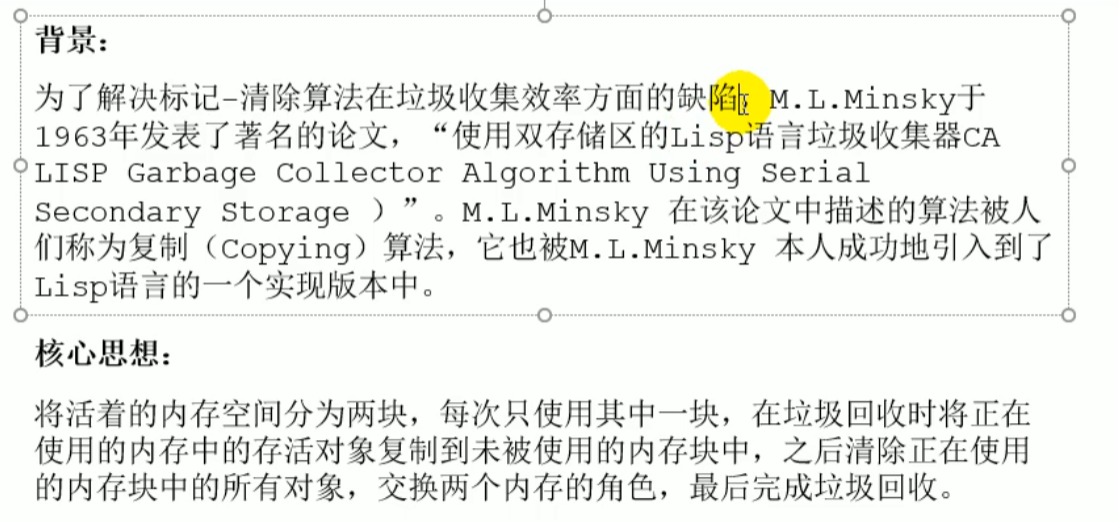 背景：
为了解决标记-清除算法在垃圾收集效率方面的缺陷，M.L.Minsky于
1963年发表了著名的论文，“使用双存储区的Lisp语言垃圾收集器CA
LISP Garbage Collector Algorithm Using Serial
Secondary Storage ）”。M.L.Minsky 在该论文中描述的算法被人
们称为复制（Copying）算法，它也被M.L.Minsky 本人成功地引入到了
Lisp语言的一个实现版本中。
核心思想：
将活着的内存空间分为两块，每次只使用其中一块，在垃圾回收时将正在
使用的内存中的存活对象复制到未被使用的内存块中，之后清除正在使用
的内存块中的所有对象，交换两个内存的角色，最后完成垃圾回收。